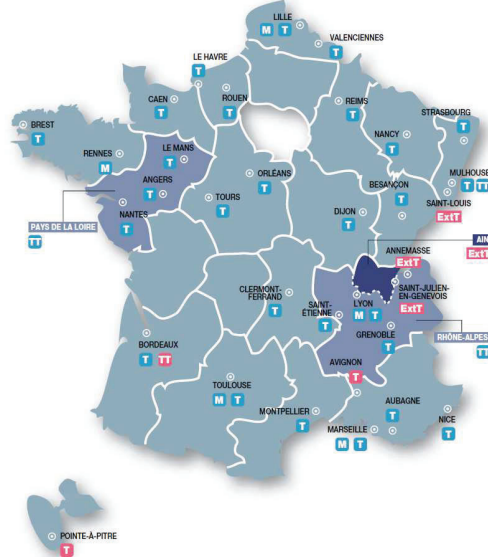 LILLE
M T
VALENCIENNES
T
LE HAVRE
T
CAEN
T
ROUEN
T
REIMS
T
STRASBOURG
T
NANCY
T
BREST
T
RENNES
M
LE MANS
T
ANGERS
T
ORLÉANS
T
MULHOUSE
T TT
BESANÇON
T
SAINT-LOUIS
ExtT
PAYS DE LA LOIRE
TT
NANTES
T
TOURS
T
DIJON
T
AIN
ExtT
ANNEMASSE
ExtT
SAINT-JULIEN-
EN-GENEVOIS
ExtT
CLERMONT-
FERRAND
T
SAINT-
ÉTIENNE
T
LYON
M T
GRENOBLE
T
RHÔNE-ALPES
TT
BORDEAUX
T TT
AVIGNON
T
TOULOUSE
M T
MONTPELLIER
T
AUBAGNE
T
MARSEILLE
M T
NICE
T
POINTE-À-PITRE
T